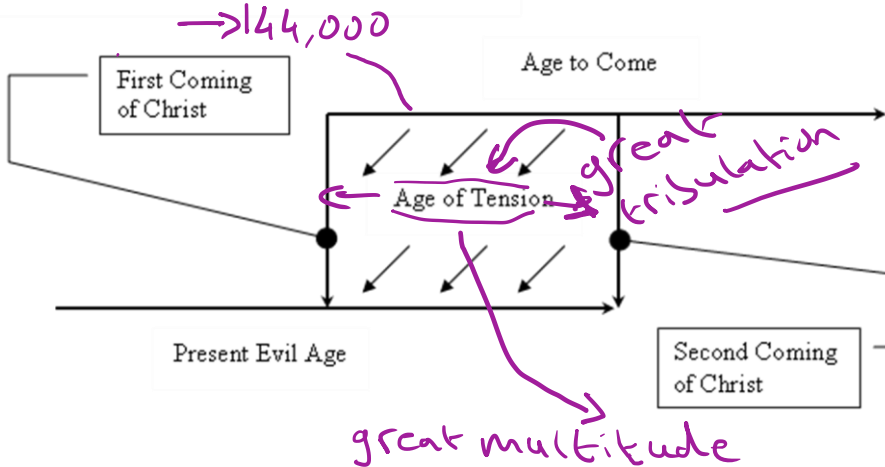 →144,000
Age to Come
First Coming
of Christ
great
tribulation
Age of Tension
Present Evil Age
Second Coming
of Christ
great multitude